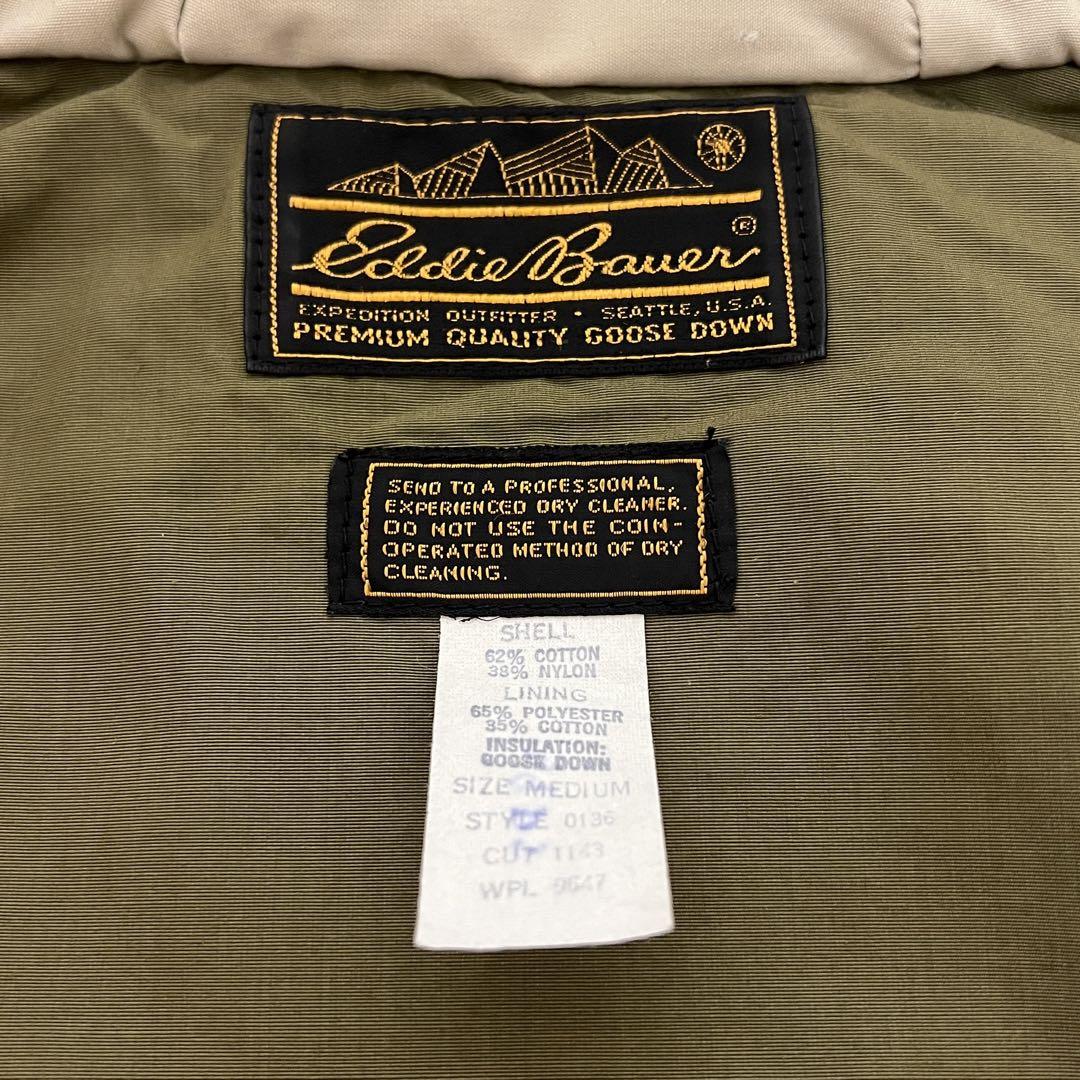 Eddie Bauer ®
EXPEDITION OUTFITTER • SEATTLE, U.S.A.
PREMIUM QUALITY GOOSE DOWN
SEND TO A PROFESSIONAL,
EXPERIENCED DRY CLEANER.
DO NOT USE THE COIN-
OPERATED METHOD OF DRY
CLEANING.
SHELL
62% COTTON
38% NYLON
LINING
65% POLYESTER
35% COTTON
INSULATION:
GOOSE DOWN
SIZE MEDIUM
STYLE 0136
CUT 1143
WPL